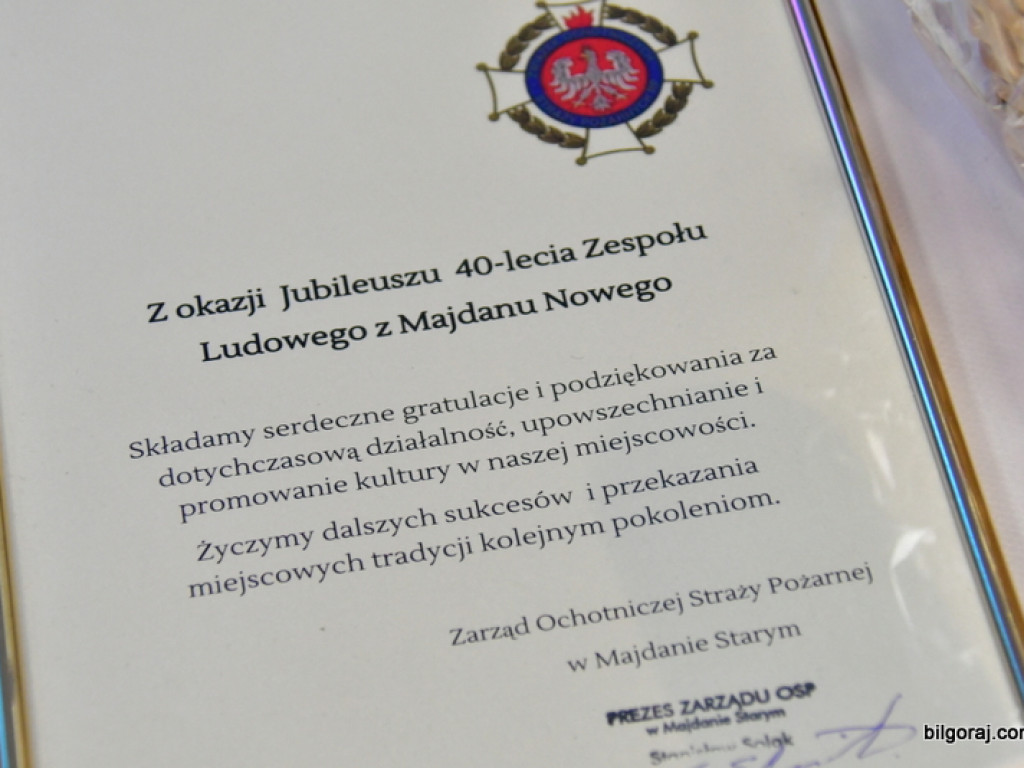 Z okazji Jubileuszu 40-lecia Zespołu
Ludowego z Majdanu Nowego
Składamy serdeczne gratulacje i podziękowania za
dotychczasową działalność, upowszechnianie i
promowanie kultury w naszej miejscowości.
Życzymy dalszych sukcesów i przekazania
miejscowych tradycji kolejnym pokoleniom.
Zarząd Ochotniczej Straży Pożarnej
w Majdanie Starym
PREZES ZARZĄDU OSP
w Majdanie Starym
bilgoraj.com